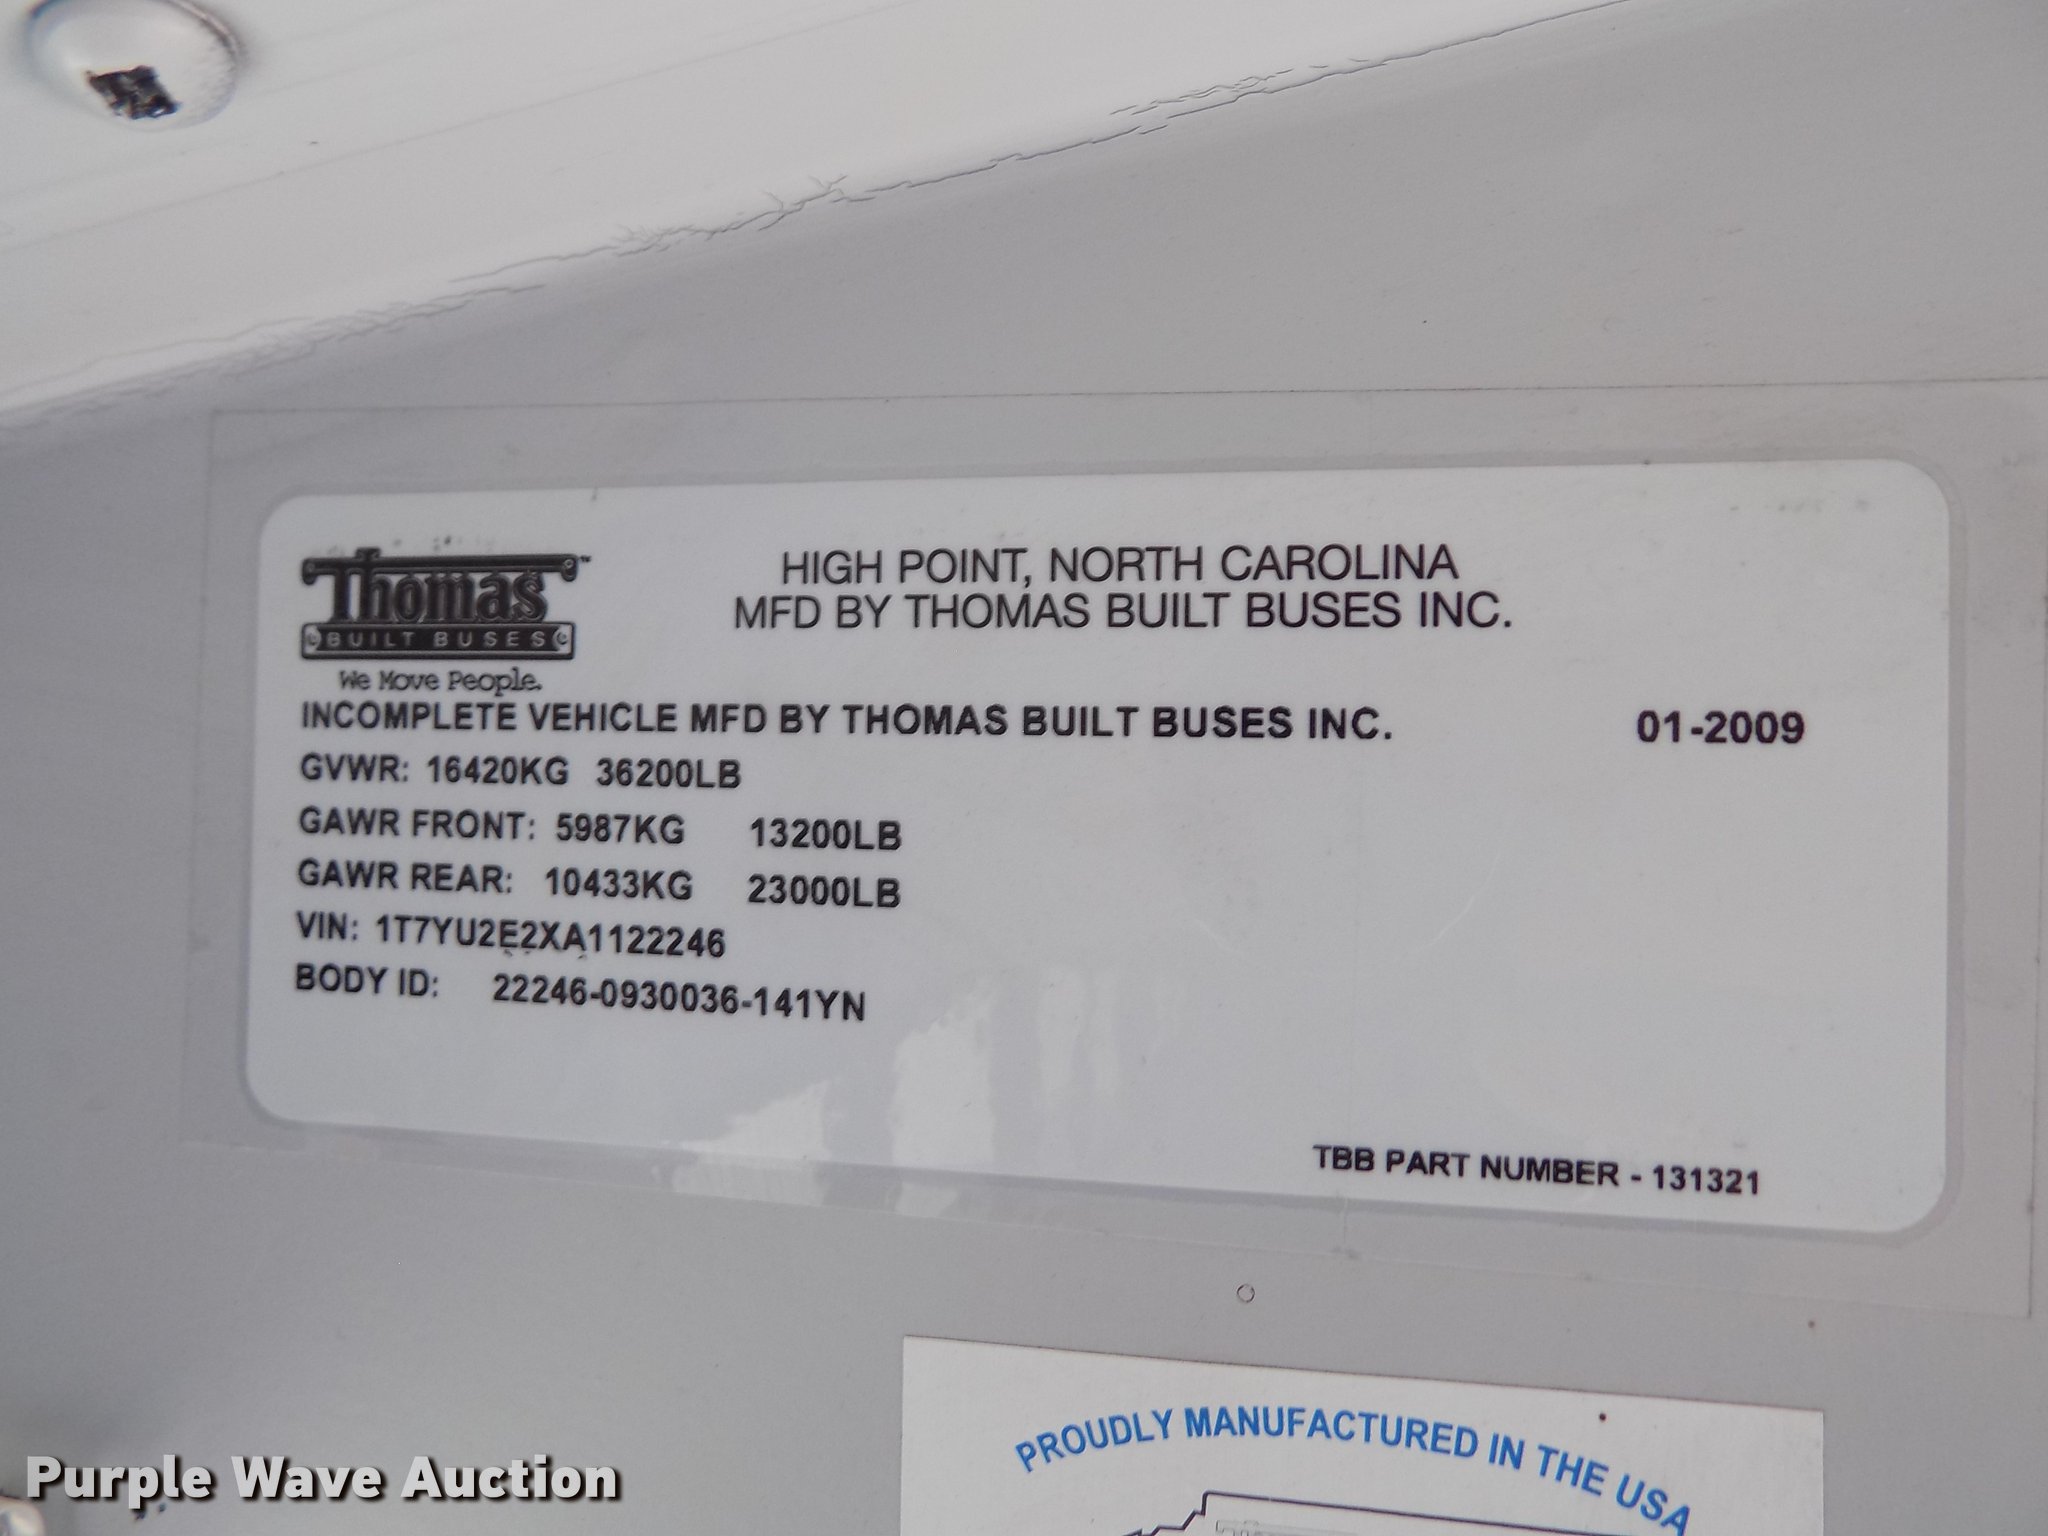 Thomas™
BUILT BUSES
We Move People.
HIGH POINT, NORTH CAROLINA
MFD BY THOMAS BUILT BUSES INC.
INCOMPLETE VEHICLE MFD BY THOMAS BUILT BUSES INC. 01-2009
GVWR: 16420KG 36200LB
GAWR FRONT: 5987KG 13200LB
GAWR REAR: 10433KG 23000LB
VIN: 1T7YU2E2XA1122246
BODY ID: 22246-0930036-141YN
TBB PART NUMBER - 131321
PROUDLY MANUFACTURED IN THE USA
Purple Wave Auction